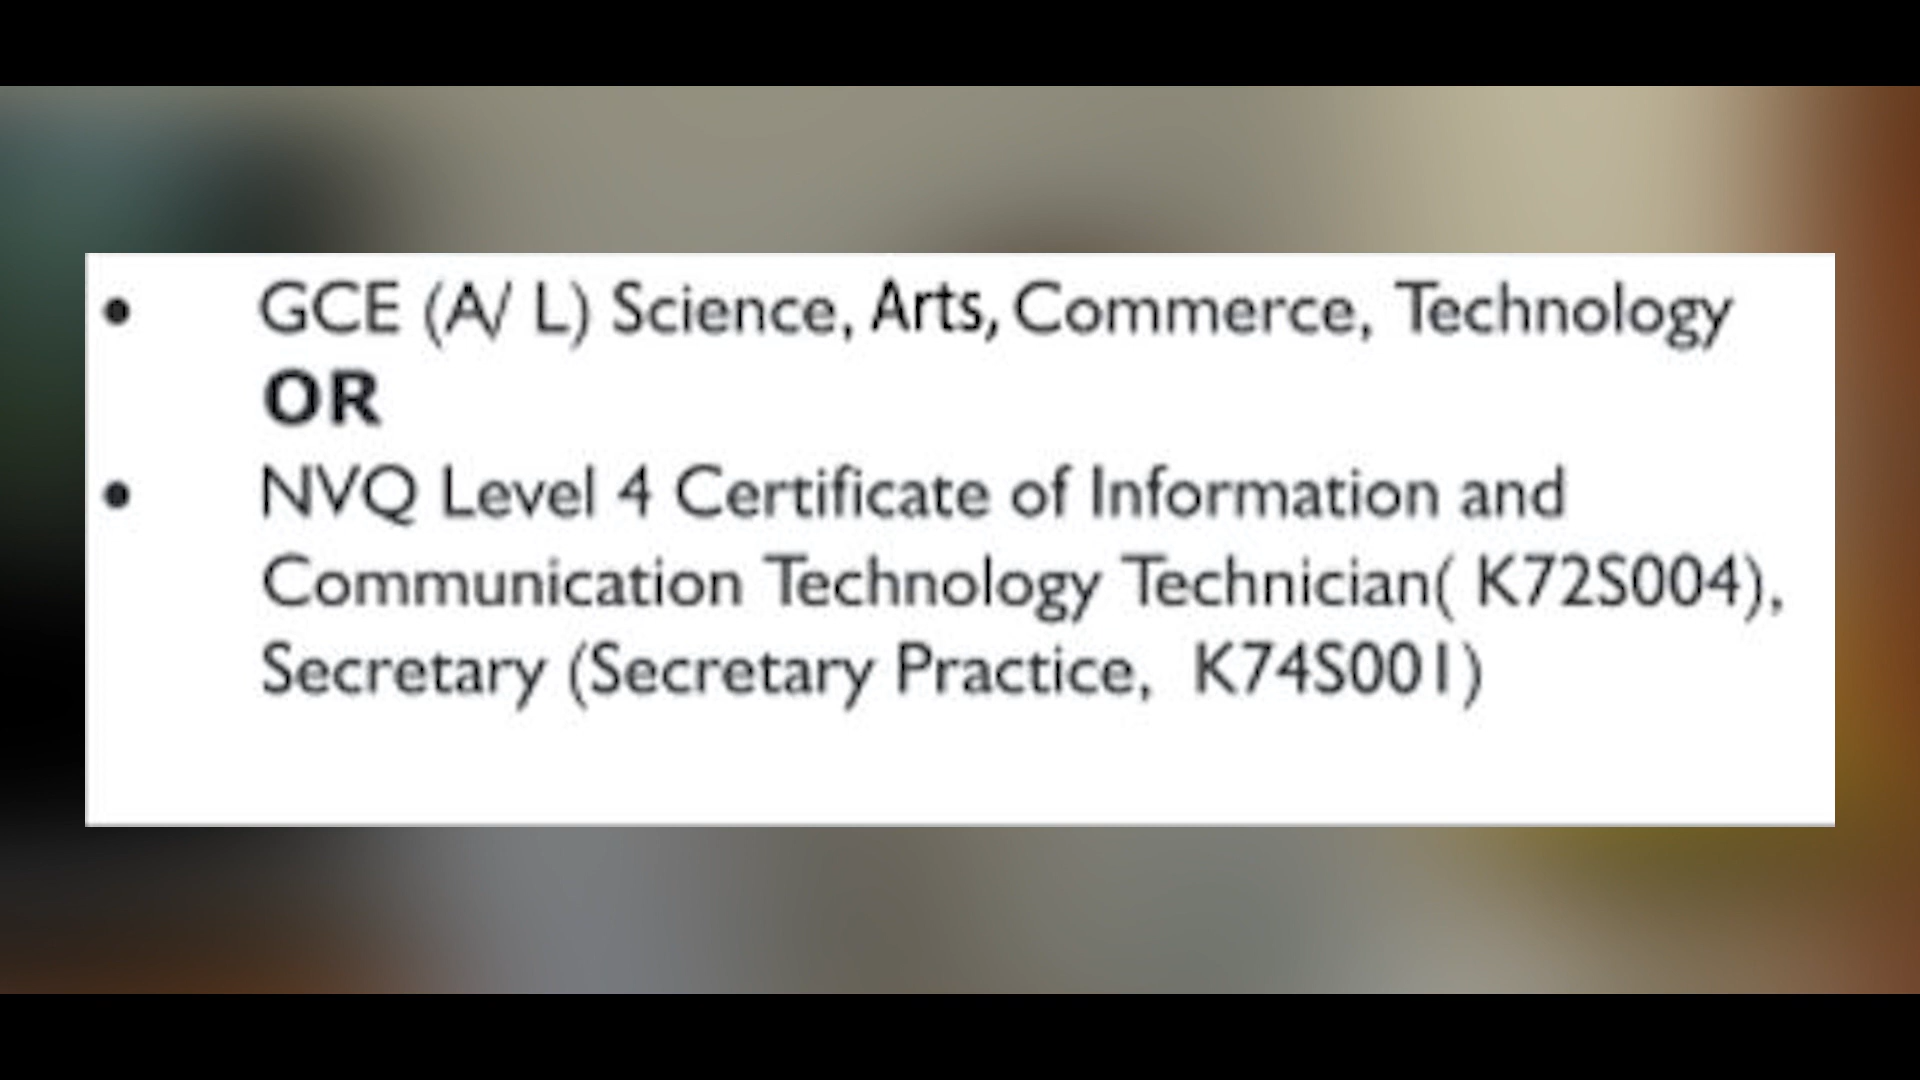 • GCE (A/ L) Science, Arts, Commerce, Technology
OR
• NVQ Level 4 Certificate of Information and
Communication Technology Technician( K72S004),
Secretary (Secretary Practice, K74S001)